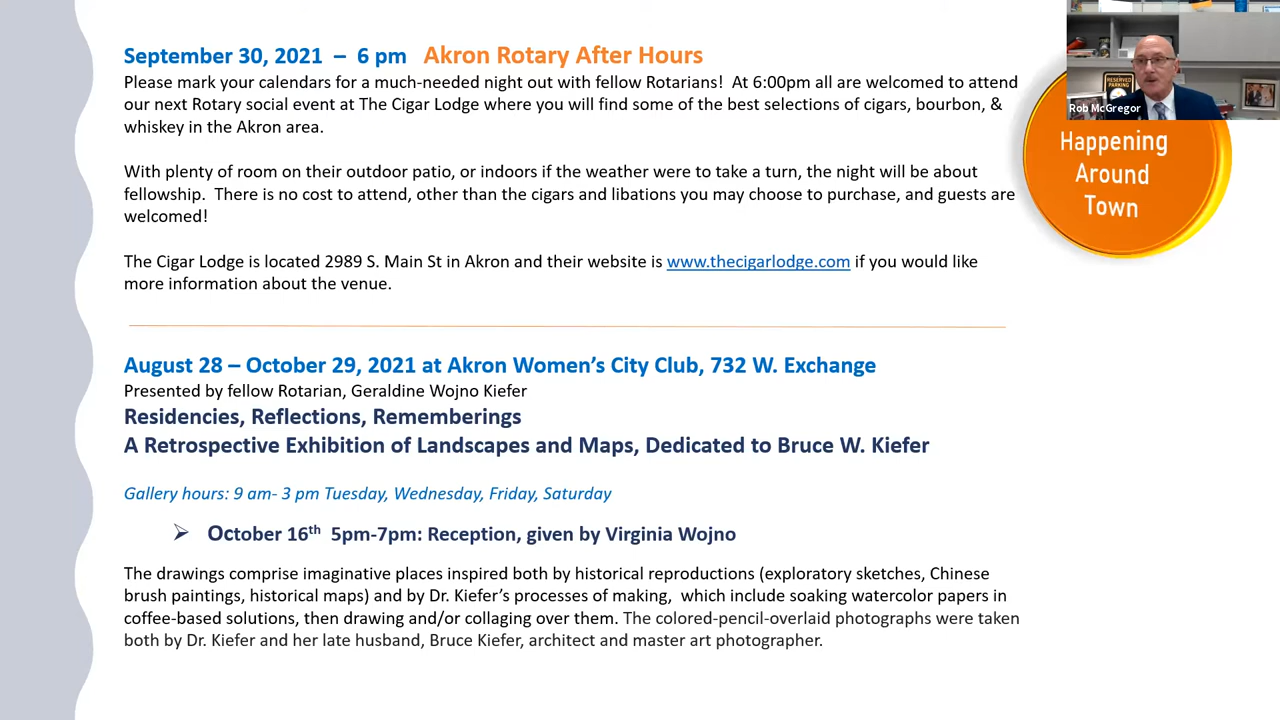 September 30, 2021 – 6 pm Akron Rotary After Hours
Please mark your calendars for a much-needed night out with fellow Rotarians! At 6:00pm all are welcomed to attend
our next Rotary social event at The Cigar Lodge where you will find some of the best selections of cigars, bourbon, &
whiskey in the Akron area.
With plenty of room on their outdoor patio, or indoors if the weather were to take a turn, the night will be about
fellowship. There is no cost to attend, other than the cigars and libations you may choose to purchase, and guests are
welcomed!
The Cigar Lodge is located 2989 S. Main St in Akron and their website is www.thecigarlodge.com if you would like
more information about the venue.
RESERVED
PARKING
Rob McGregor
Happening
Around
Town
August 28 – October 29, 2021 at Akron Women’s City Club, 732 W. Exchange
Presented by fellow Rotarian, Geraldine Wojno Kiefer
Residencies, Reflections, Rememberings
A Retrospective Exhibition of Landscapes and Maps, Dedicated to Bruce W. Kiefer
Gallery hours: 9 am- 3 pm Tuesday, Wednesday, Friday, Saturday
➢ October 16th 5pm-7pm: Reception, given by Virginia Wojno
The drawings comprise imaginative places inspired both by historical reproductions (exploratory sketches, Chinese
brush paintings, historical maps) and by Dr. Kiefer’s processes of making, which include soaking watercolor papers in
coffee-based solutions, then drawing and/or collaging over them. The colored-pencil-overlaid photographs were taken
both by Dr. Kiefer and her late husband, Bruce Kiefer, architect and master art photographer.